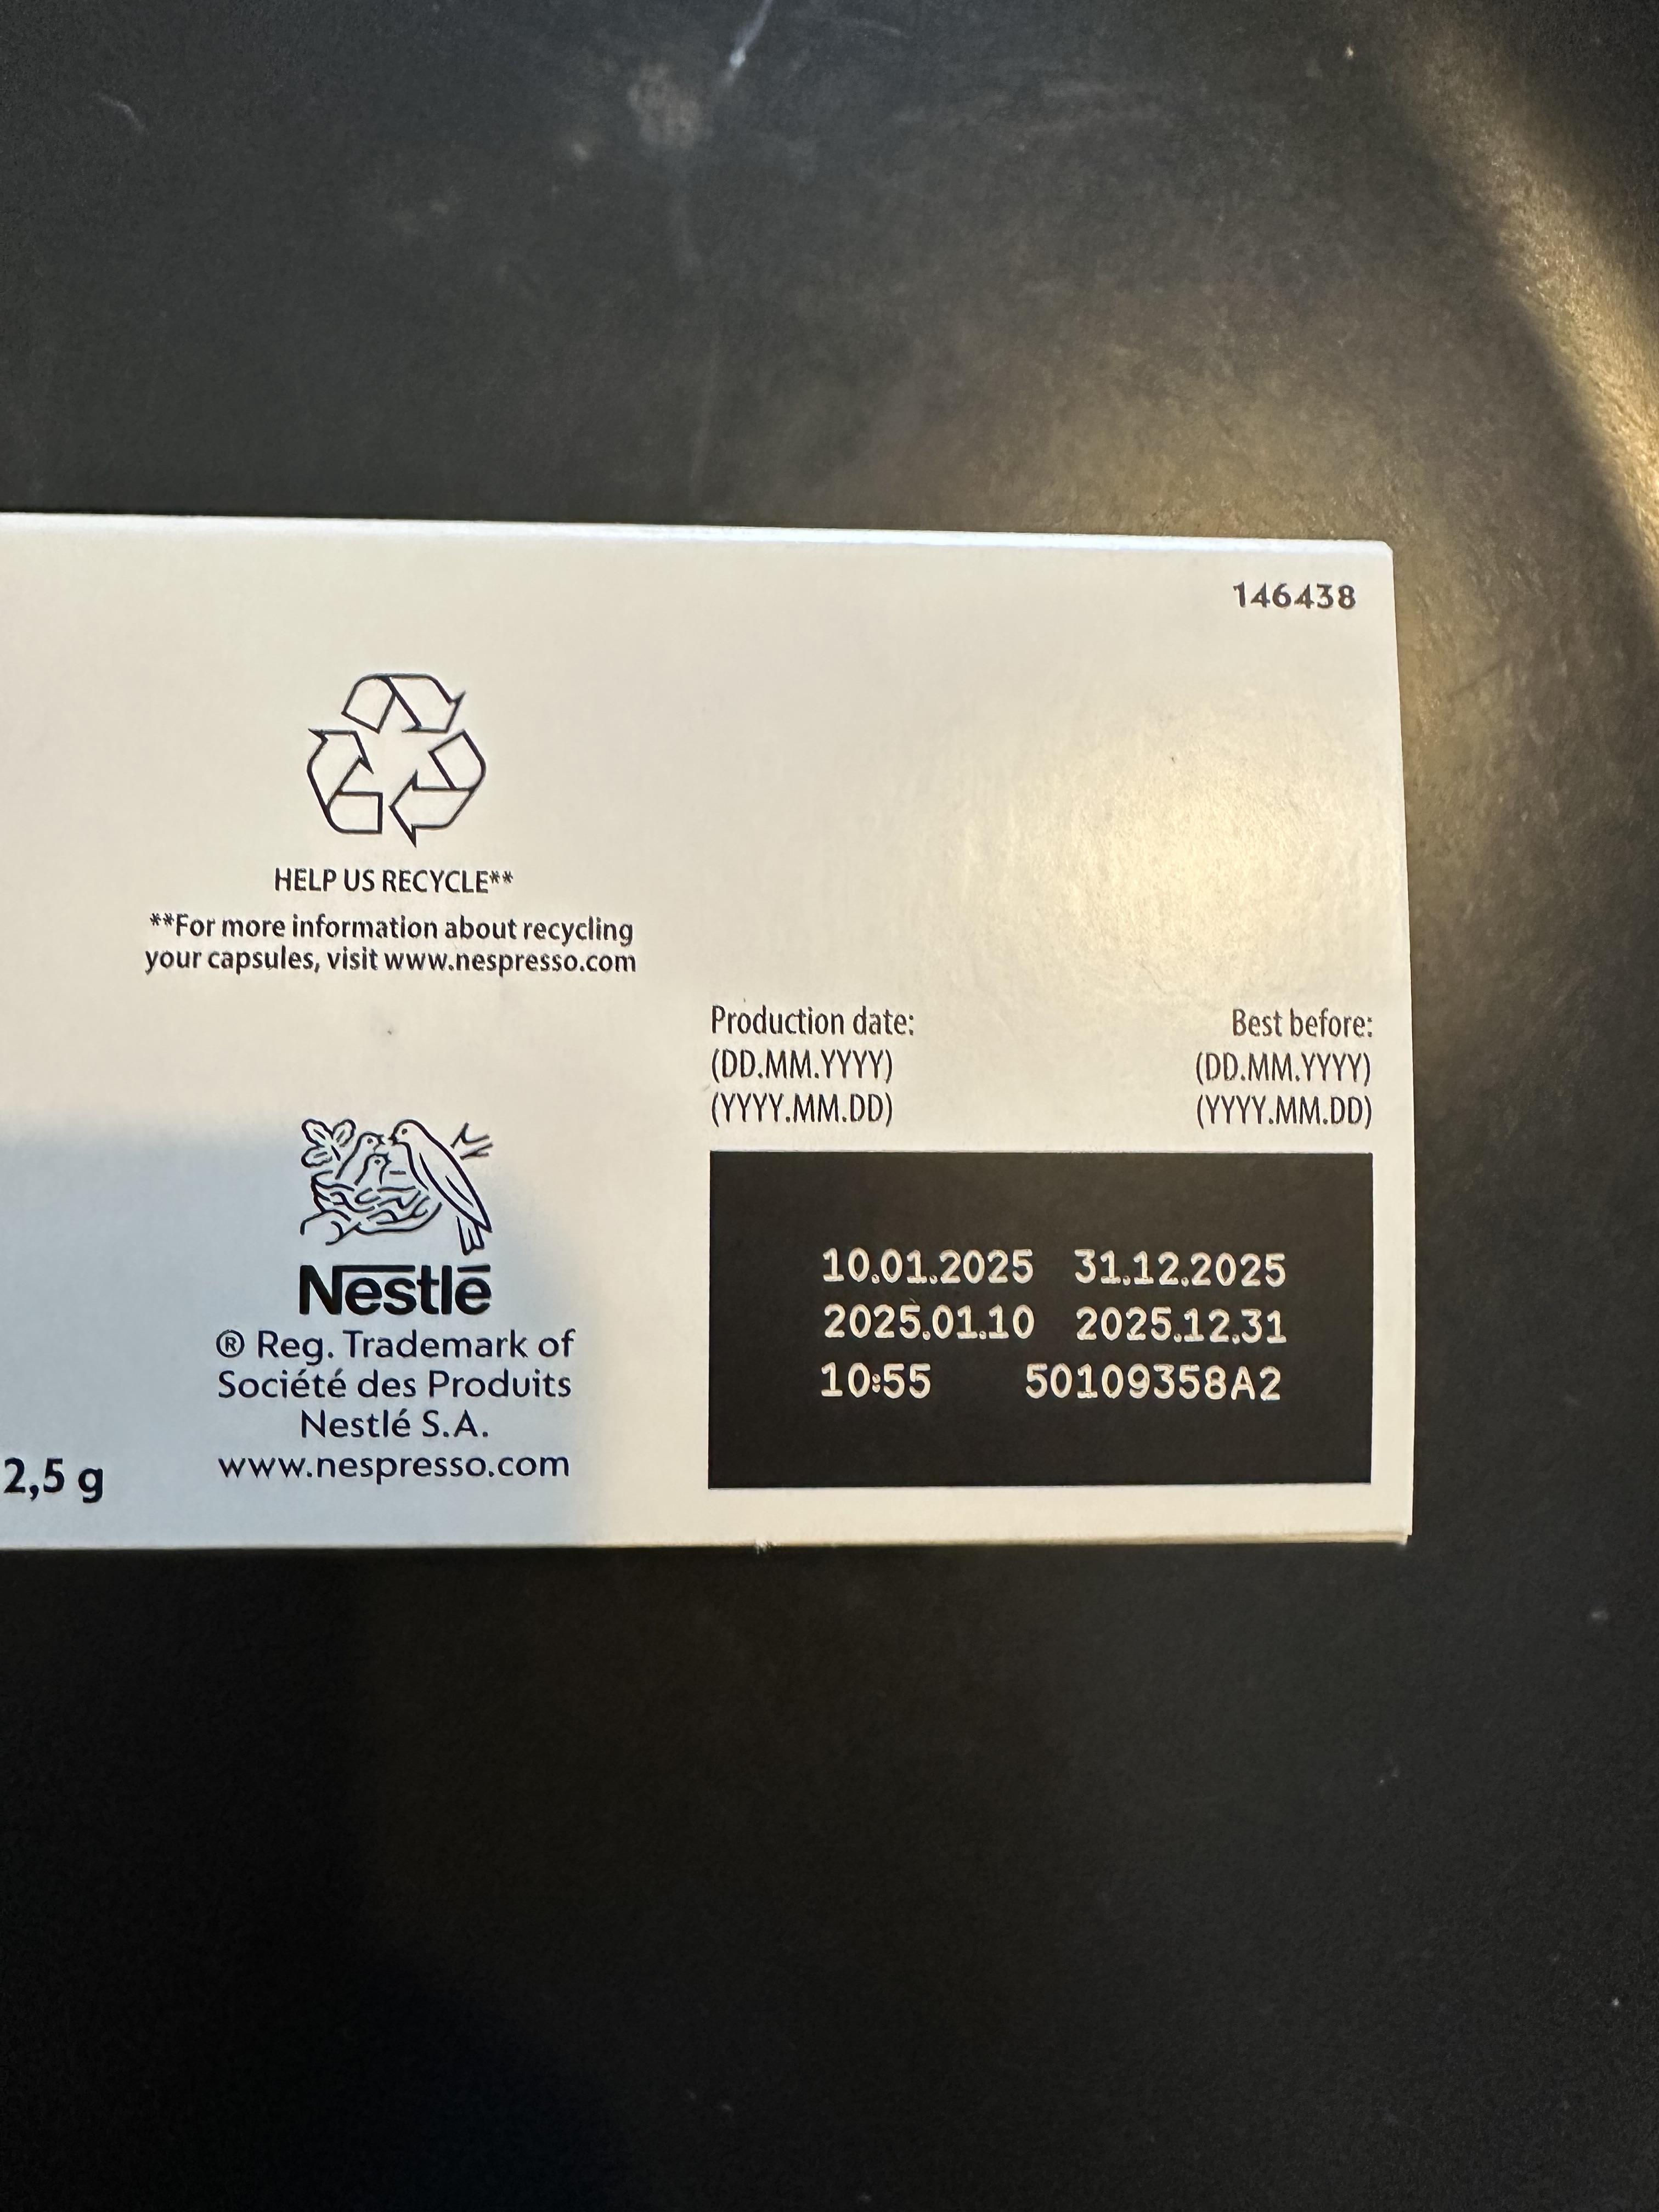 146438
HELP US RECYCLE**
**For more information about recycling
your capsules, visit www.nespresso.com
Production date:
(DD.MM.YYYY)
(YYYY.MM.DD)
Best before:
(DD.MM.YYYY)
(YYYY.MM.DD)
10.01.2025 31.12.2025
2025.01.10 2025.12.31
10:55 50109358A2
Nestlé
® Reg. Trademark of
Société des Produits
Nestlé S.A.
www.nespresso.com
2,5 g